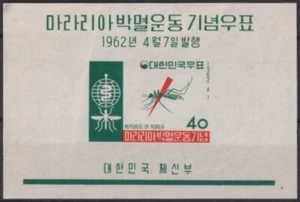 마라리아박멸운동기념우표
1962년 4월 7일 발행
대한민국우표
REPUBLIC OF KOREA
40
마라리아박멸운동기념
대한민국 체신부